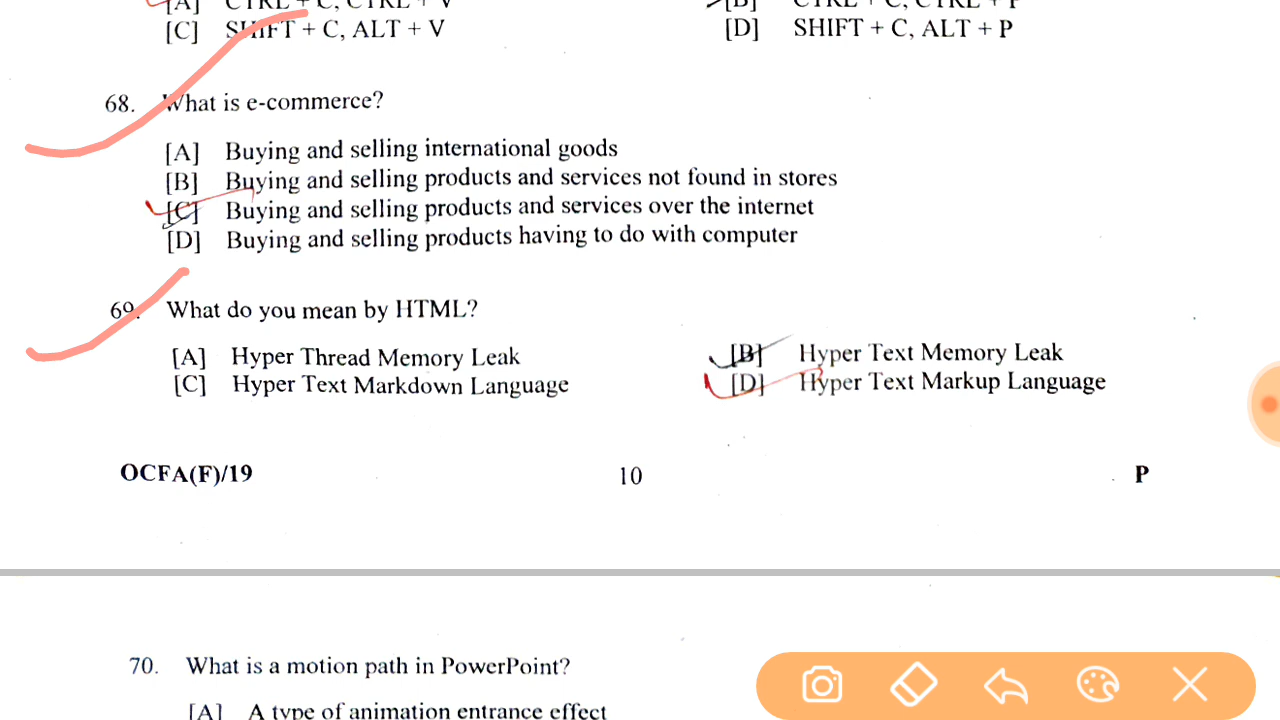 [A] CTRL + C, CTRL + V [B] CTRL + C, CTRL + P
[C] SHIFT + C, ALT + V [D] SHIFT + C, ALT + P
68. What is e-commerce?
[A] Buying and selling international goods
[B] Buying and selling products and services not found in stores
[C] Buying and selling products and services over the internet
[D] Buying and selling products having to do with computer
69. What do you mean by HTML?
[A] Hyper Thread Memory Leak [B] Hyper Text Memory Leak
[C] Hyper Text Markdown Language [D] Hyper Text Markup Language
OCFA(F)/19 10 P
70. What is a motion path in PowerPoint?
[A] A type of animation entrance effect